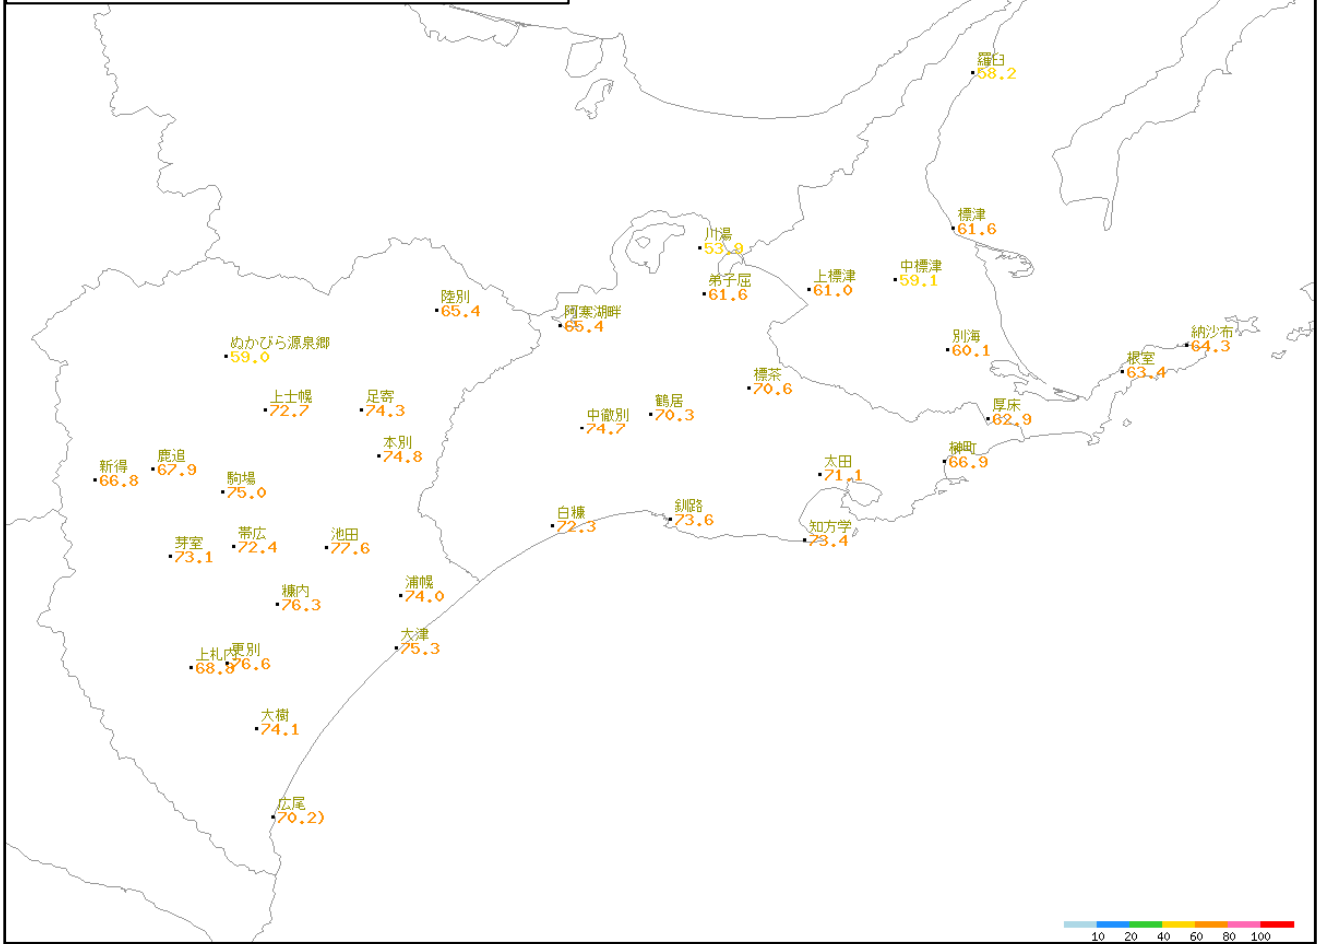 羅臼
58.2
標津
61.6
川湯
53.9
弟子屈
61.6
上標津
61.0
中標津
59.1
陸別
65.4
阿寒湖畔
65.4
ぬかびら源泉郷
59.0
別海
60.1
納沙布
64.3
根室
63.4
上士幌
72.7
足寄
74.3
標茶
70.6
鶴居
70.3
中徹別
74.7
厚床
62.9
本別
74.8
榊町
66.9
太田
71.1
新得
66.8
鹿追
67.9
駒場
75.0
白糠
72.3
釧路
73.6
知方学
73.4
芽室
73.1
帯広
72.4
池田
77.6
糠内
76.3
浦幌
74.0
大津
75.3
上札内
68.8
更別
76.6
大樹
74.1
広尾
70.2)
10 20 40 60 80 100